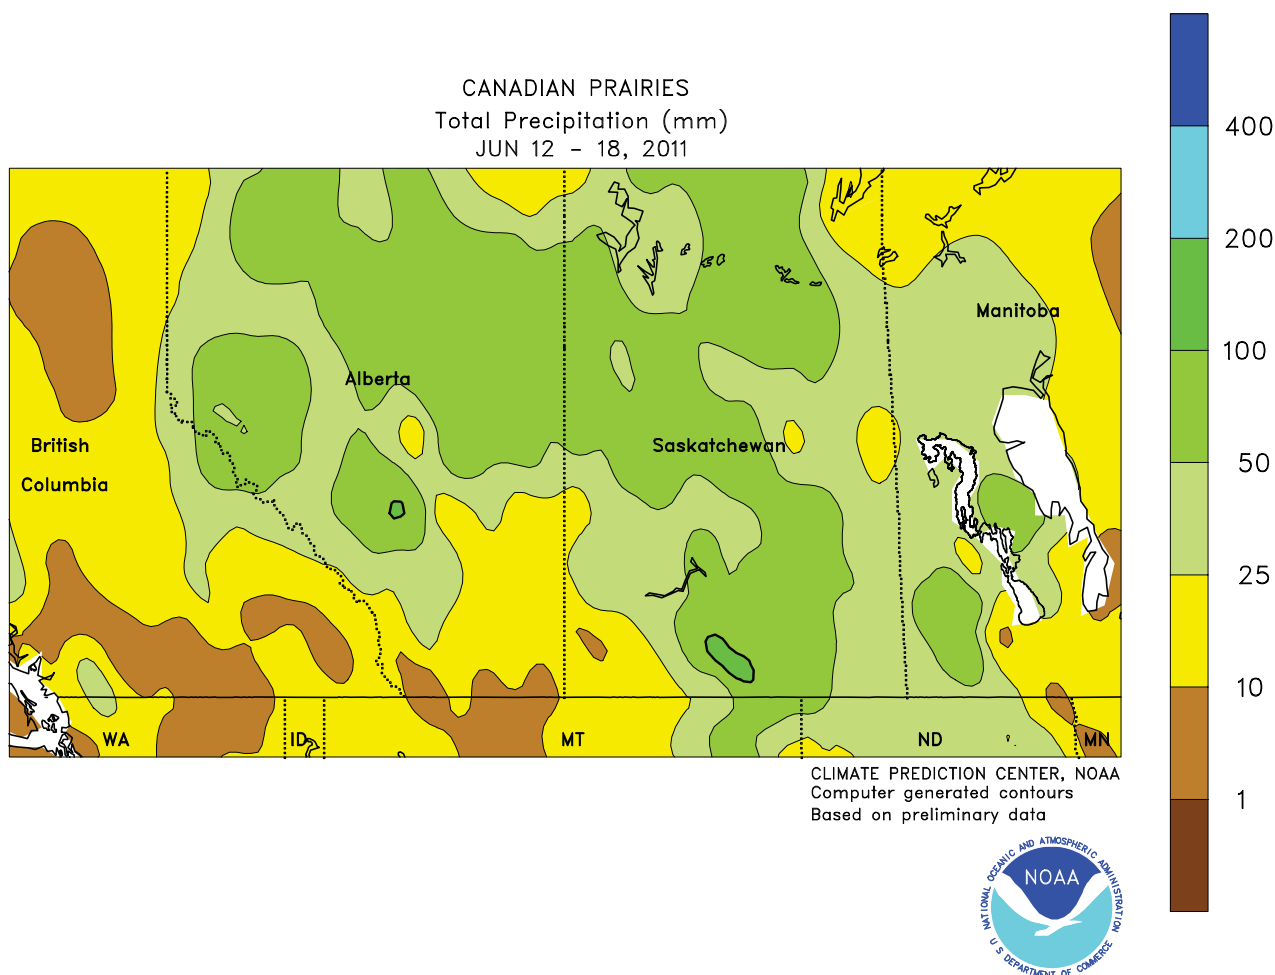 CANADIAN PRAIRIES
Total Precipitation (mm)
JUN 12 - 18, 2011
400
200
100
50
25
10
1
Manitoba
Alberta
British
Columbia
Saskatchewan
WA
ID
MT
ND
MN
CLIMATE PREDICTION CENTER, NOAA
Computer generated contours
Based on preliminary data
NATIONAL OCEANIC AND ATMOSPHERIC ADMINISTRATION
NOAA
U S DEPARTMENT OF COMMERCE